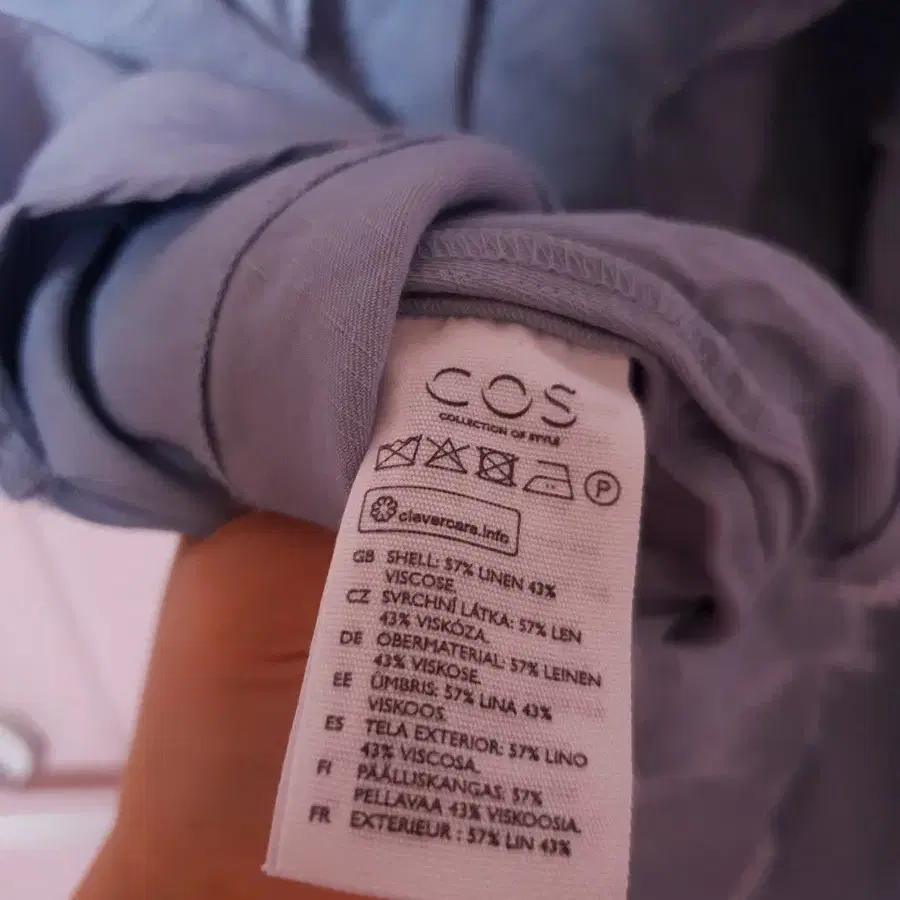 COS
COLLECTION OF STYLE
P
clevercare.info
GB SHELL: 57% LINEN 43%
VISCOSE.
CZ SVRCHNÍ LÁTKA: 57% LEN
43% VISKÓZA.
DE OBERMATERIAL: 57% LEINEN
43% VISKOSE.
EE ÜMBRIS: 57% LINA 43%
VISKOOS.
ES TELA EXTERIOR: 57% LINO
43% VISCOSA.
FI PÄÄLLISKANGAS: 57%
PELLAVAA 43% VISKOOSIA.
FR EXTERIEUR : 57% LIN 43%